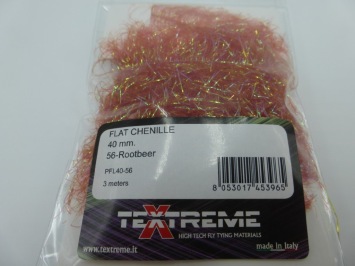 FLAT CHENILLE
40 mm.
56-Rootbeer
PFL40-56
3 meters
8 053017 453965
TEXTREME
HIGH-TECH FLY TYING MATERIALS
www.textreme.it
made in Italy